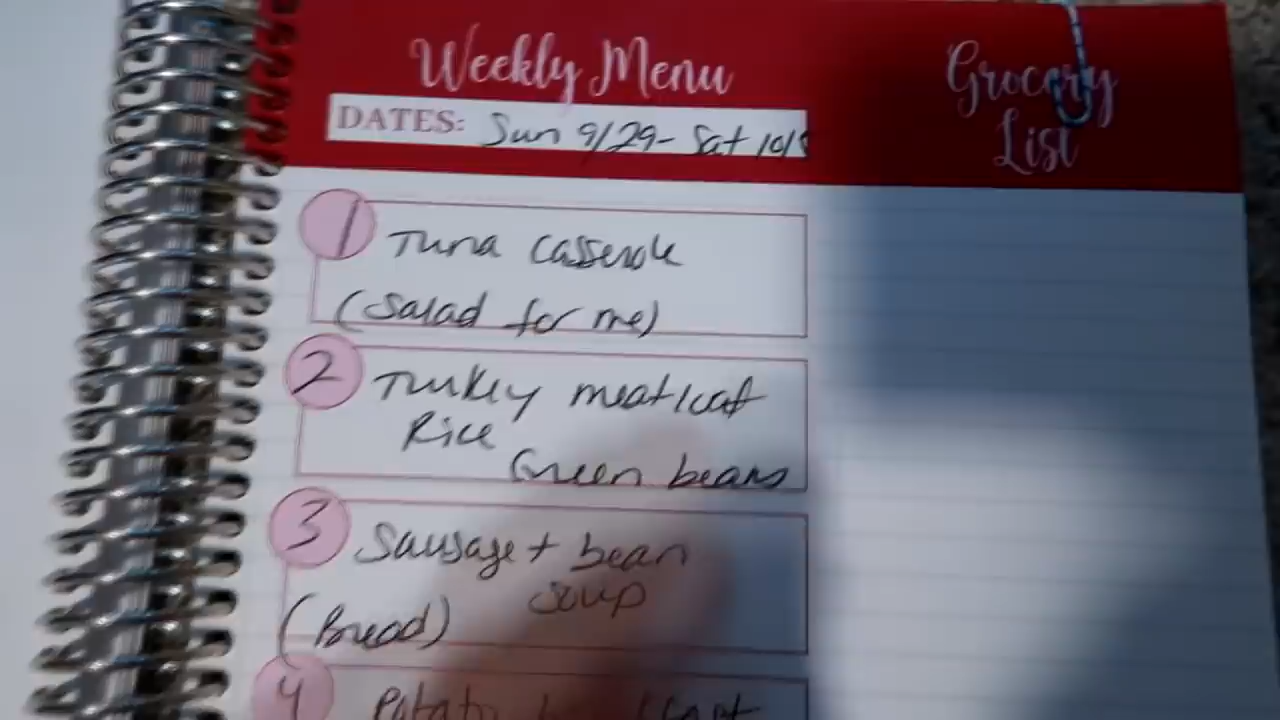 Weekly Menu
Grocery List
DATES: Sun 9/29- Sat 10/5
1 Tuna casserole
(Salad for me)
2 Turkey meatloaf
Rice
Green beans
3 Sausage + bean
soup
(Bread)
4